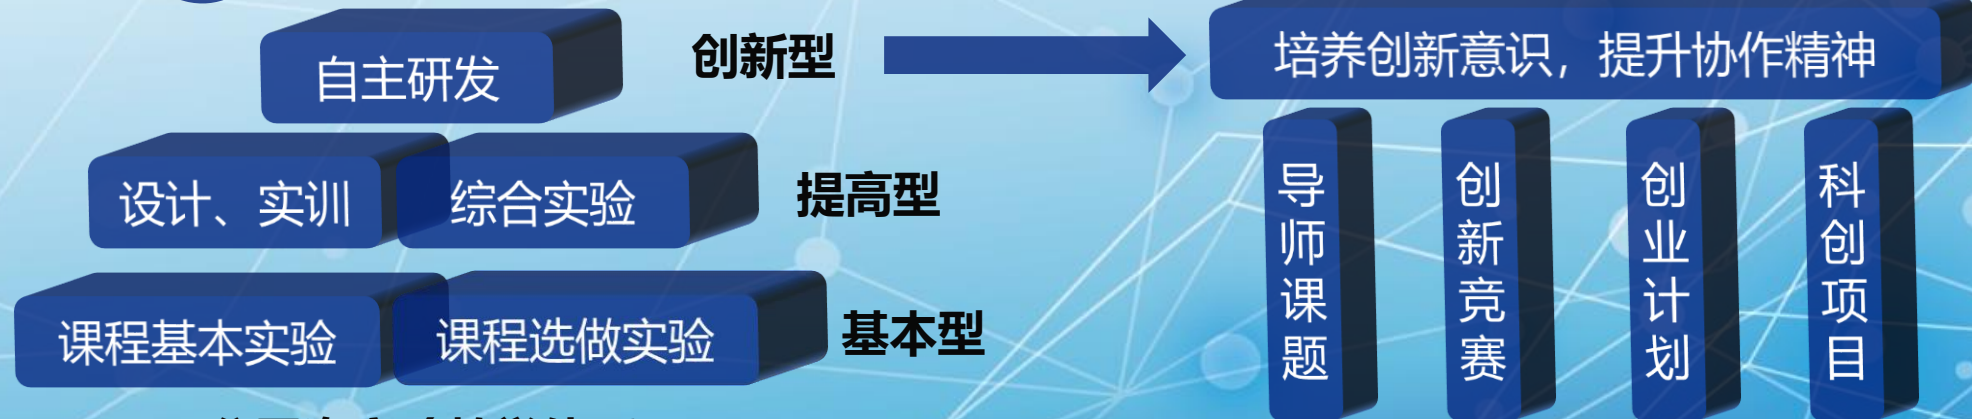 自主研发
创新型
培养创新意识，提升协作精神
设计、实训
综合实验
提高型
课程基本实验
课程选做实验
基本型
导师课题
创新竞赛
创业计划
科创项目